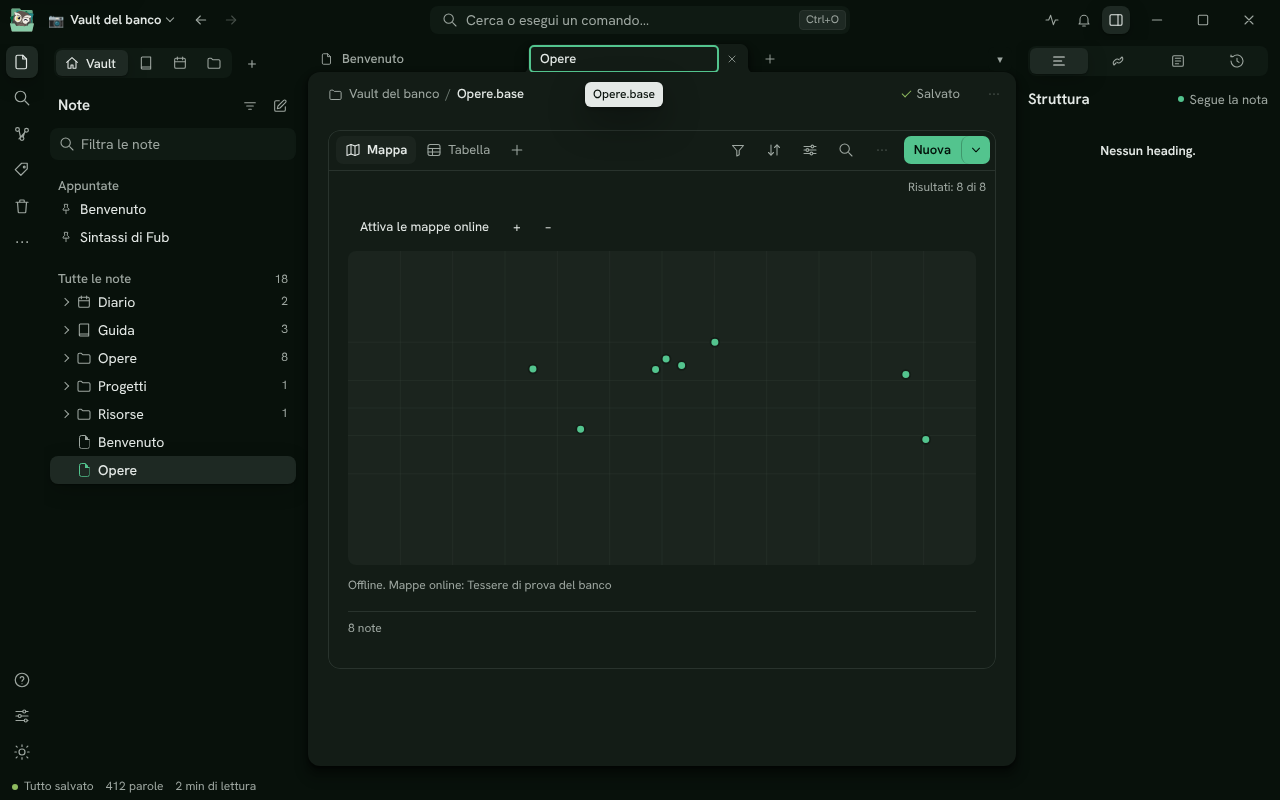 Vault del banco
Cerca o esegui un comando...
Ctrl+O
Vault
Benvenuto
Opere
Note
Vault del banco / Opere.base
Opere.base
Salvato
Struttura
Segue la nota
Filtra le note
Mappa
Tabella
Nuova
Nessun heading.
Appuntate
Benvenuto
Sintassi di Fub
Risultati: 8 di 8
Attiva le mappe online
+
−
Tutte le note 18
Diario 2
Guida 3
Opere 8
Progetti 1
Risorse 1
Benvenuto
Opere
Offline. Mappe online: Tessere di prova del banco
8 note
Tutto salvato 412 parole 2 min di lettura